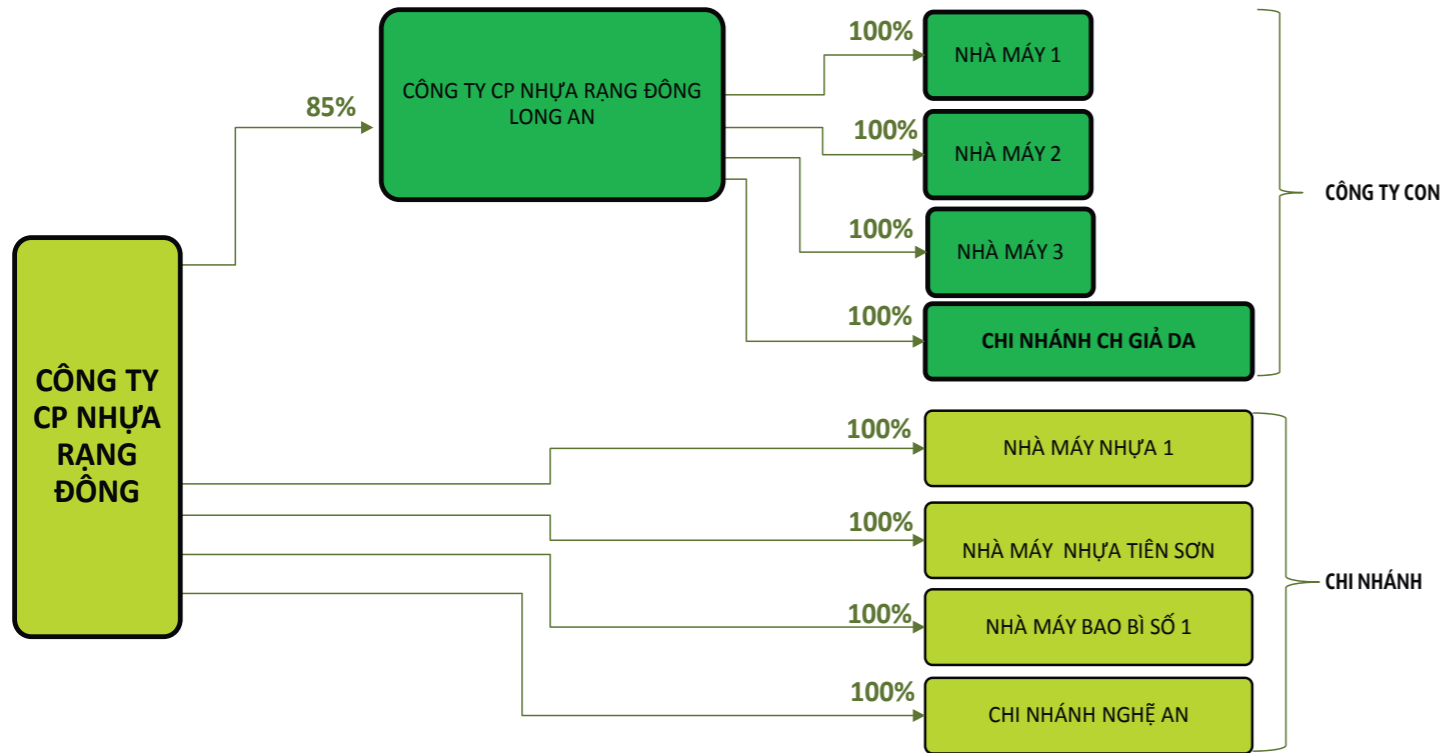 CÔNG TY
CP NHỰA
RẠNG
ĐÔNG
85%
CÔNG TY CP NHỰA RẠNG ĐÔNG
LONG AN
100%
NHÀ MÁY 1
100%
NHÀ MÁY 2
100%
NHÀ MÁY 3
100%
CHI NHÁNH CH GIẢ DA
CÔNG TY CON
100%
NHÀ MÁY NHỰA 1
100%
NHÀ MÁY NHỰA TIÊN SƠN
100%
NHÀ MÁY BAO BÌ SỐ 1
100%
CHI NHÁNH NGHỆ AN
CHI NHÁNH